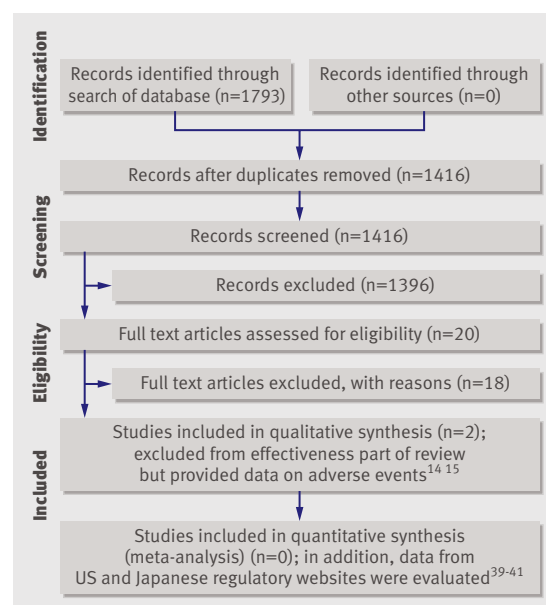 Identification
Records identified through
search of database (n=1793)
Records identified through
other sources (n=0)
Records after duplicates removed (n=1416)
Screening
Records screened (n=1416)
Records excluded (n=1396)
Eligibility
Full text articles assessed for eligibility (n=20)
Full text articles excluded, with reasons (n=18)
Included
Studies included in qualitative synthesis (n=2);
excluded from effectiveness part of review
but provided data on adverse events14 15
Studies included in quantitative synthesis
(meta-analysis) (n=0); in addition, data from
US and Japanese regulatory websites were evaluated39-41